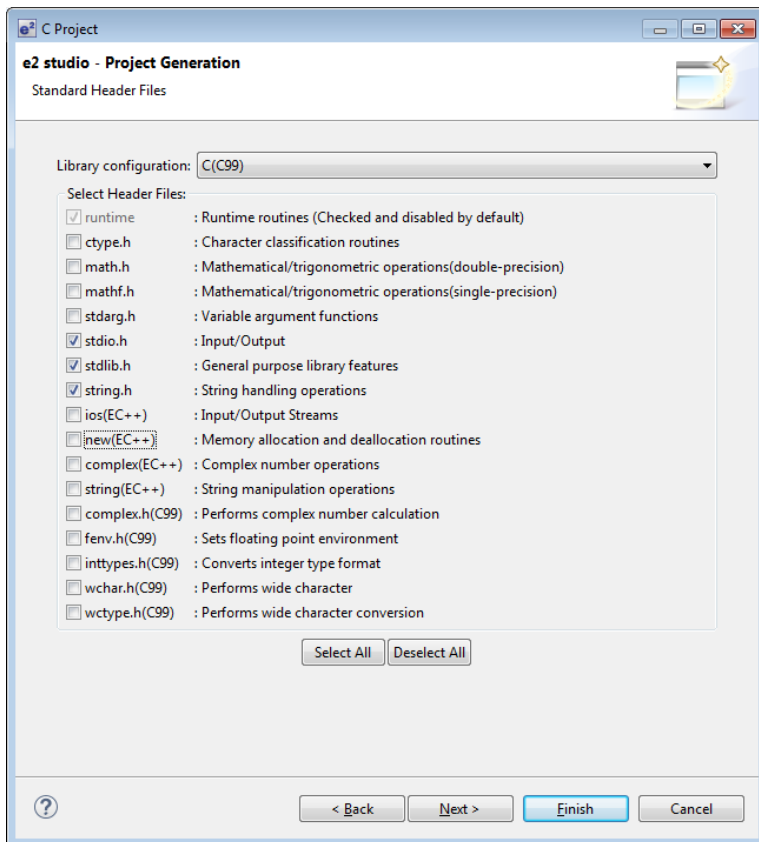 e² C Project
e2 studio - Project Generation
Standard Header Files
Library configuration: C(C99)
Select Header Files:
runtime : Runtime routines (Checked and disabled by default)
ctype.h : Character classification routines
math.h : Mathematical/trigonometric operations(double-precision)
mathf.h : Mathematical/trigonometric operations(single-precision)
stdarg.h : Variable argument functions
stdio.h : Input/Output
stdlib.h : General purpose library features
string.h : String handling operations
ios(EC++) : Input/Output Streams
new(EC++) : Memory allocation and deallocation routines
complex(EC++) : Complex number operations
string(EC++) : String manipulation operations
complex.h(C99) : Performs complex number calculation
fenv.h(C99) : Sets floating point environment
inttypes.h(C99) : Converts integer type format
wchar.h(C99) : Performs wide character
wctype.h(C99) : Performs wide character conversion
Select All Deselect All
? < Back Next > Finish Cancel